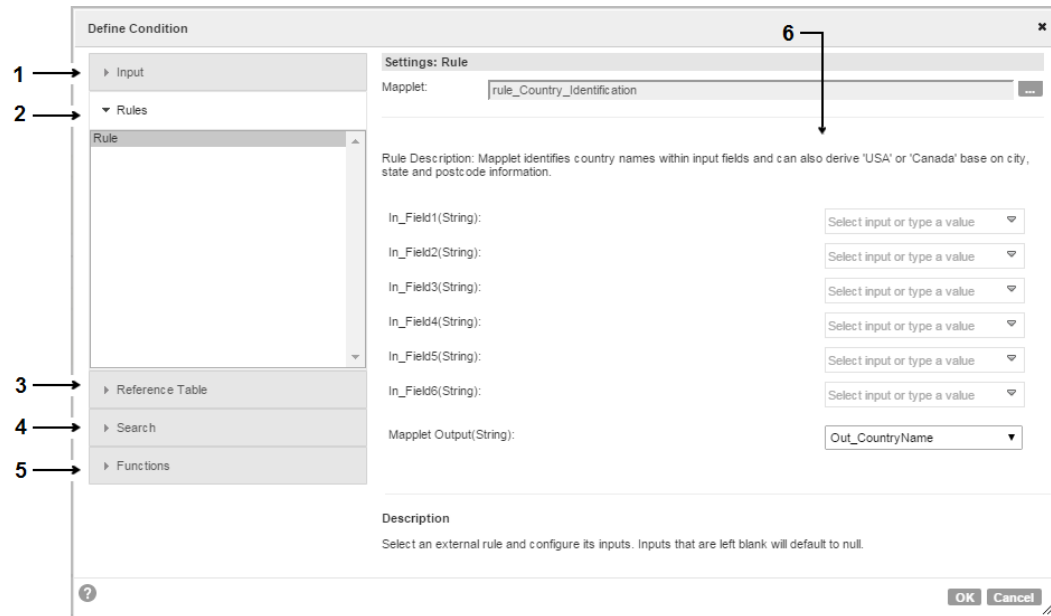 Define Condition
6
1
Input
2
Rules
Rule
3
Reference Table
4
Search
5
Functions
Settings: Rule
Mapplet:
rule_Country_Identification
...
Rule Description: Mapplet identifies country names within input fields and can also derive 'USA' or 'Canada' base on city,
state and postcode information.
In_Field1(String):
Select input or type a value
In_Field2(String):
Select input or type a value
In_Field3(String):
Select input or type a value
In_Field4(String):
Select input or type a value
In_Field5(String):
Select input or type a value
In_Field6(String):
Select input or type a value
Mapplet Output(String):
Out_CountryName
Description
Select an external rule and configure its inputs. Inputs that are left blank will default to null.
?
OK
Cancel